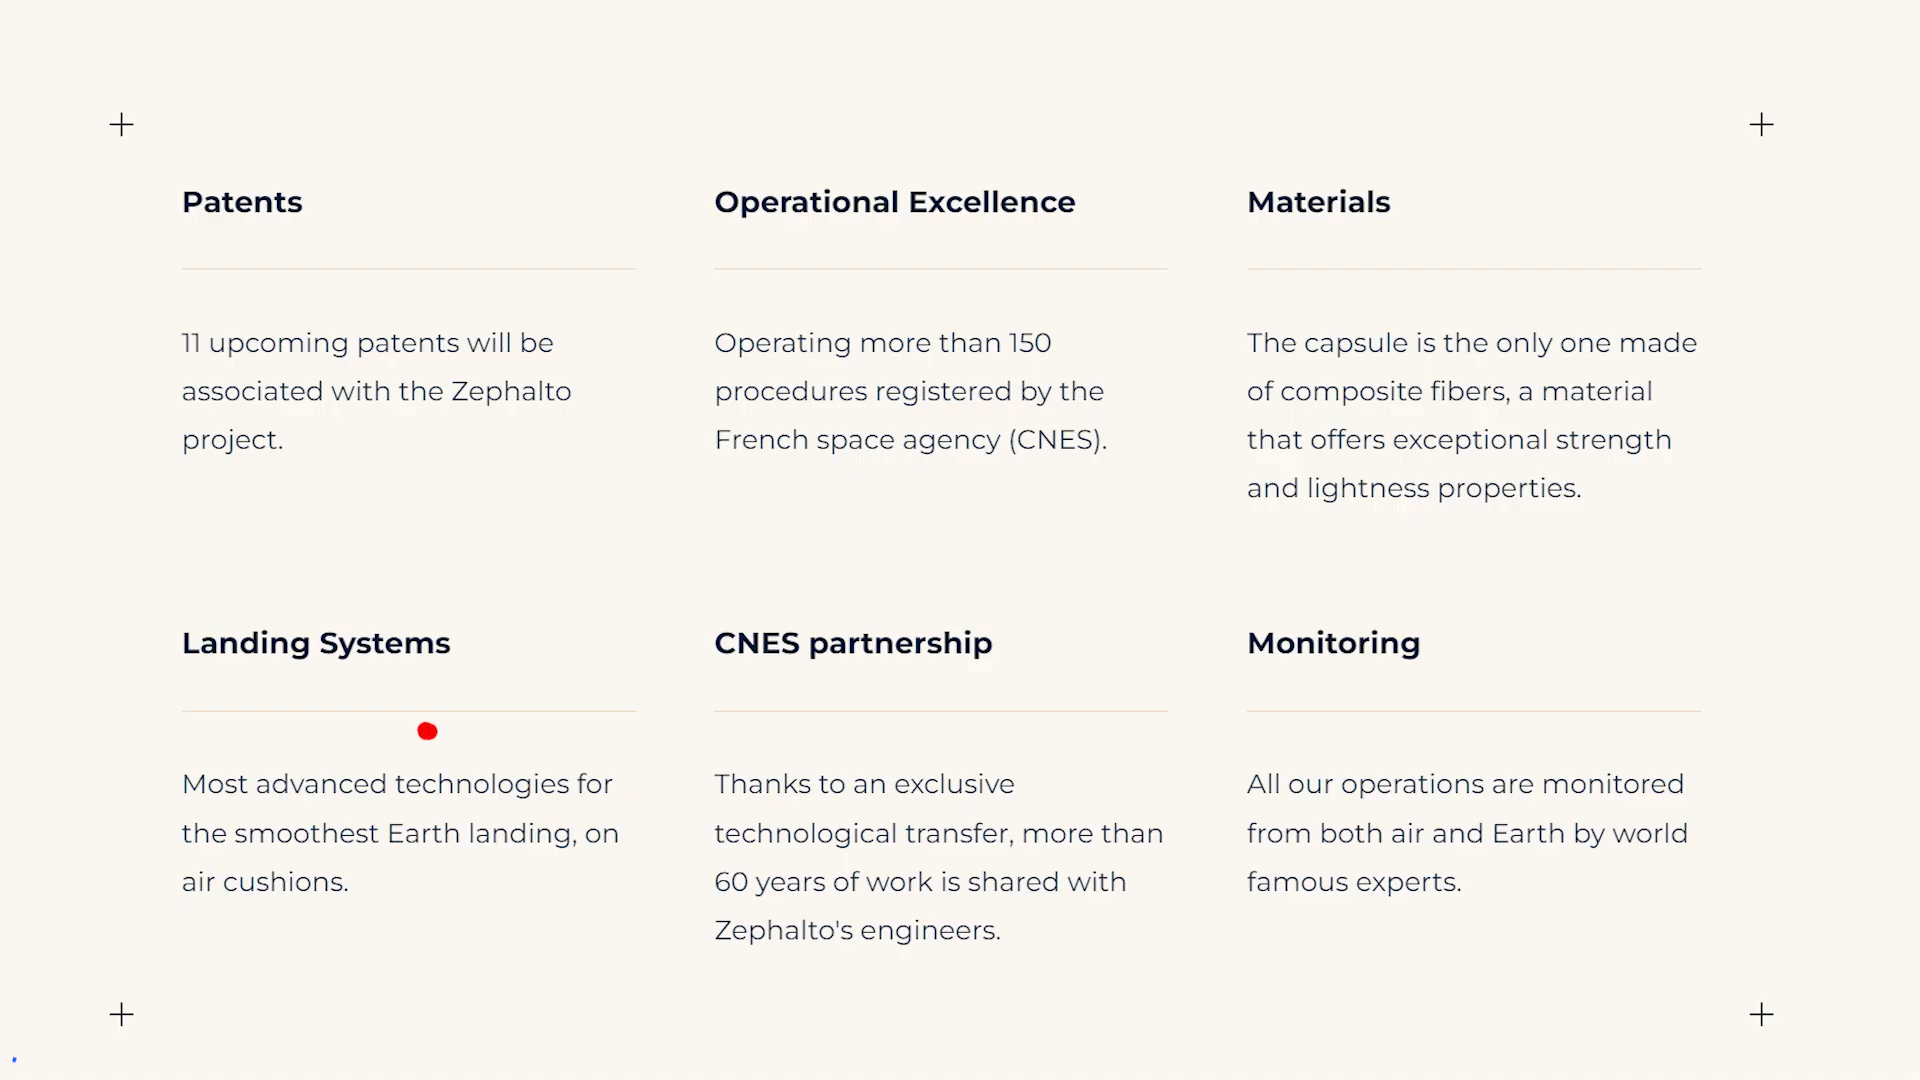 Patents
11 upcoming patents will be
associated with the Zephalto
project.
Operational Excellence
Operating more than 150
procedures registered by the
French space agency (CNES).
Materials
The capsule is the only one made
of composite fibers, a material
that offers exceptional strength
and lightness properties.
Landing Systems
Most advanced technologies for
the smoothest Earth landing, on
air cushions.
CNES partnership
Thanks to an exclusive
technological transfer, more than
60 years of work is shared with
Zephalto's engineers.
Monitoring
All our operations are monitored
from both air and Earth by world
famous experts.